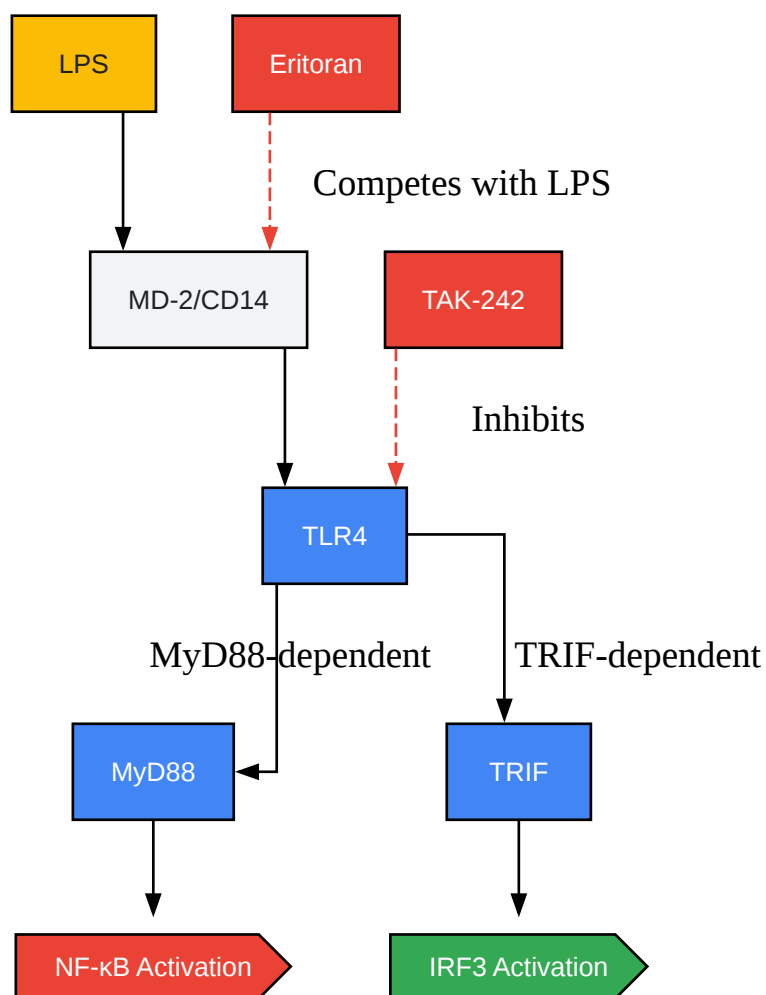 LPS
Eritoran
Competes with LPS
MD-2/CD14
TAK-242
Inhibits
TLR4
MyD88-dependent
TRIF-dependent
MyD88
TRIF
NF-κB Activation
IRF3 Activation